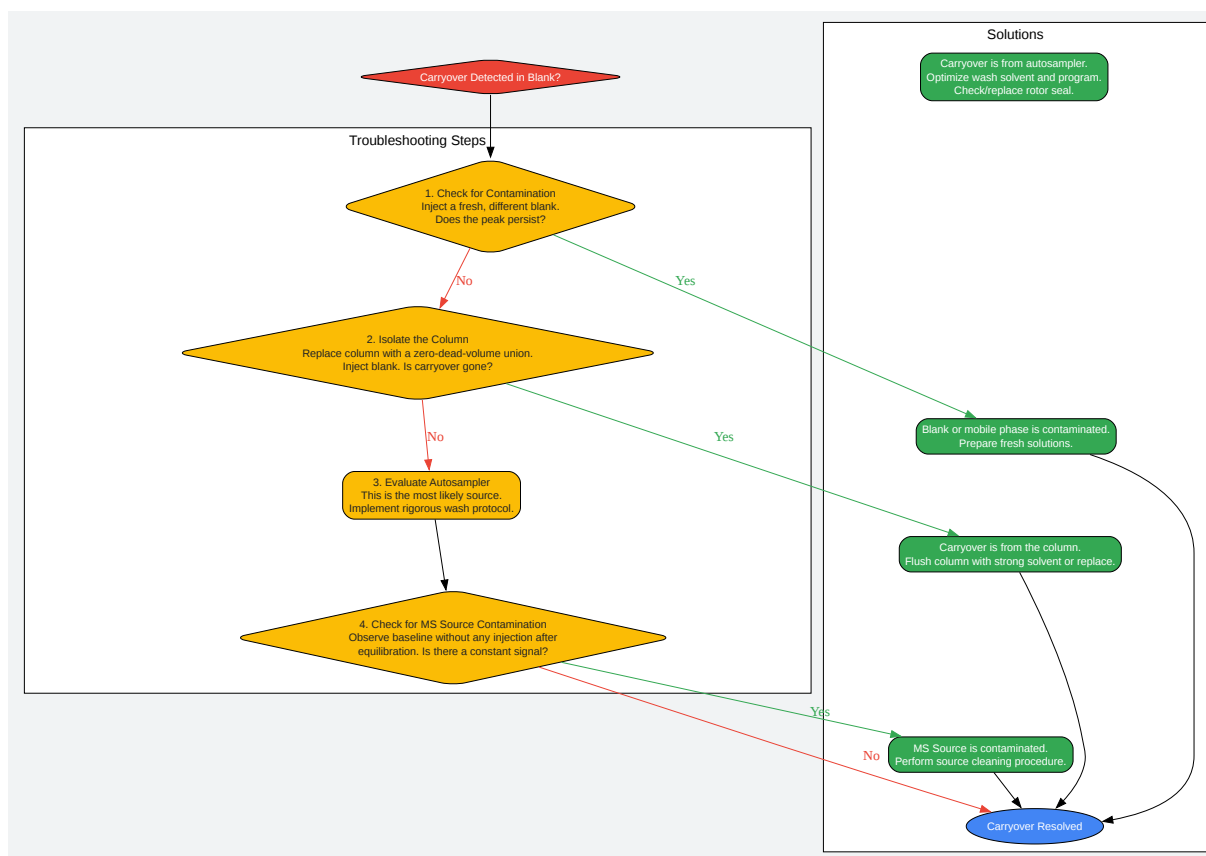 Solutions
Carryover is from autosampler.
Optimize wash solvent and program.
Check/replace rotor seal.
Carryover Detected in Blank?
Troubleshooting Steps
1. Check for Contamination
Inject a fresh, different blank.
Does the peak persist?
No
Yes
2. Isolate the Column
Replace column with a zero-dead-volume union.
Inject blank. Is carryover gone?
No
Yes
Blank or mobile phase is contaminated.
Prepare fresh solutions.
3. Evaluate Autosampler
This is the most likely source.
Implement rigorous wash protocol.
Carryover is from the column.
Flush column with strong solvent or replace.
4. Check for MS Source Contamination
Observe baseline without any injection after
equilibration. Is there a constant signal?
Yes
No
MS Source is contaminated.
Perform source cleaning procedure.
Carryover Resolved